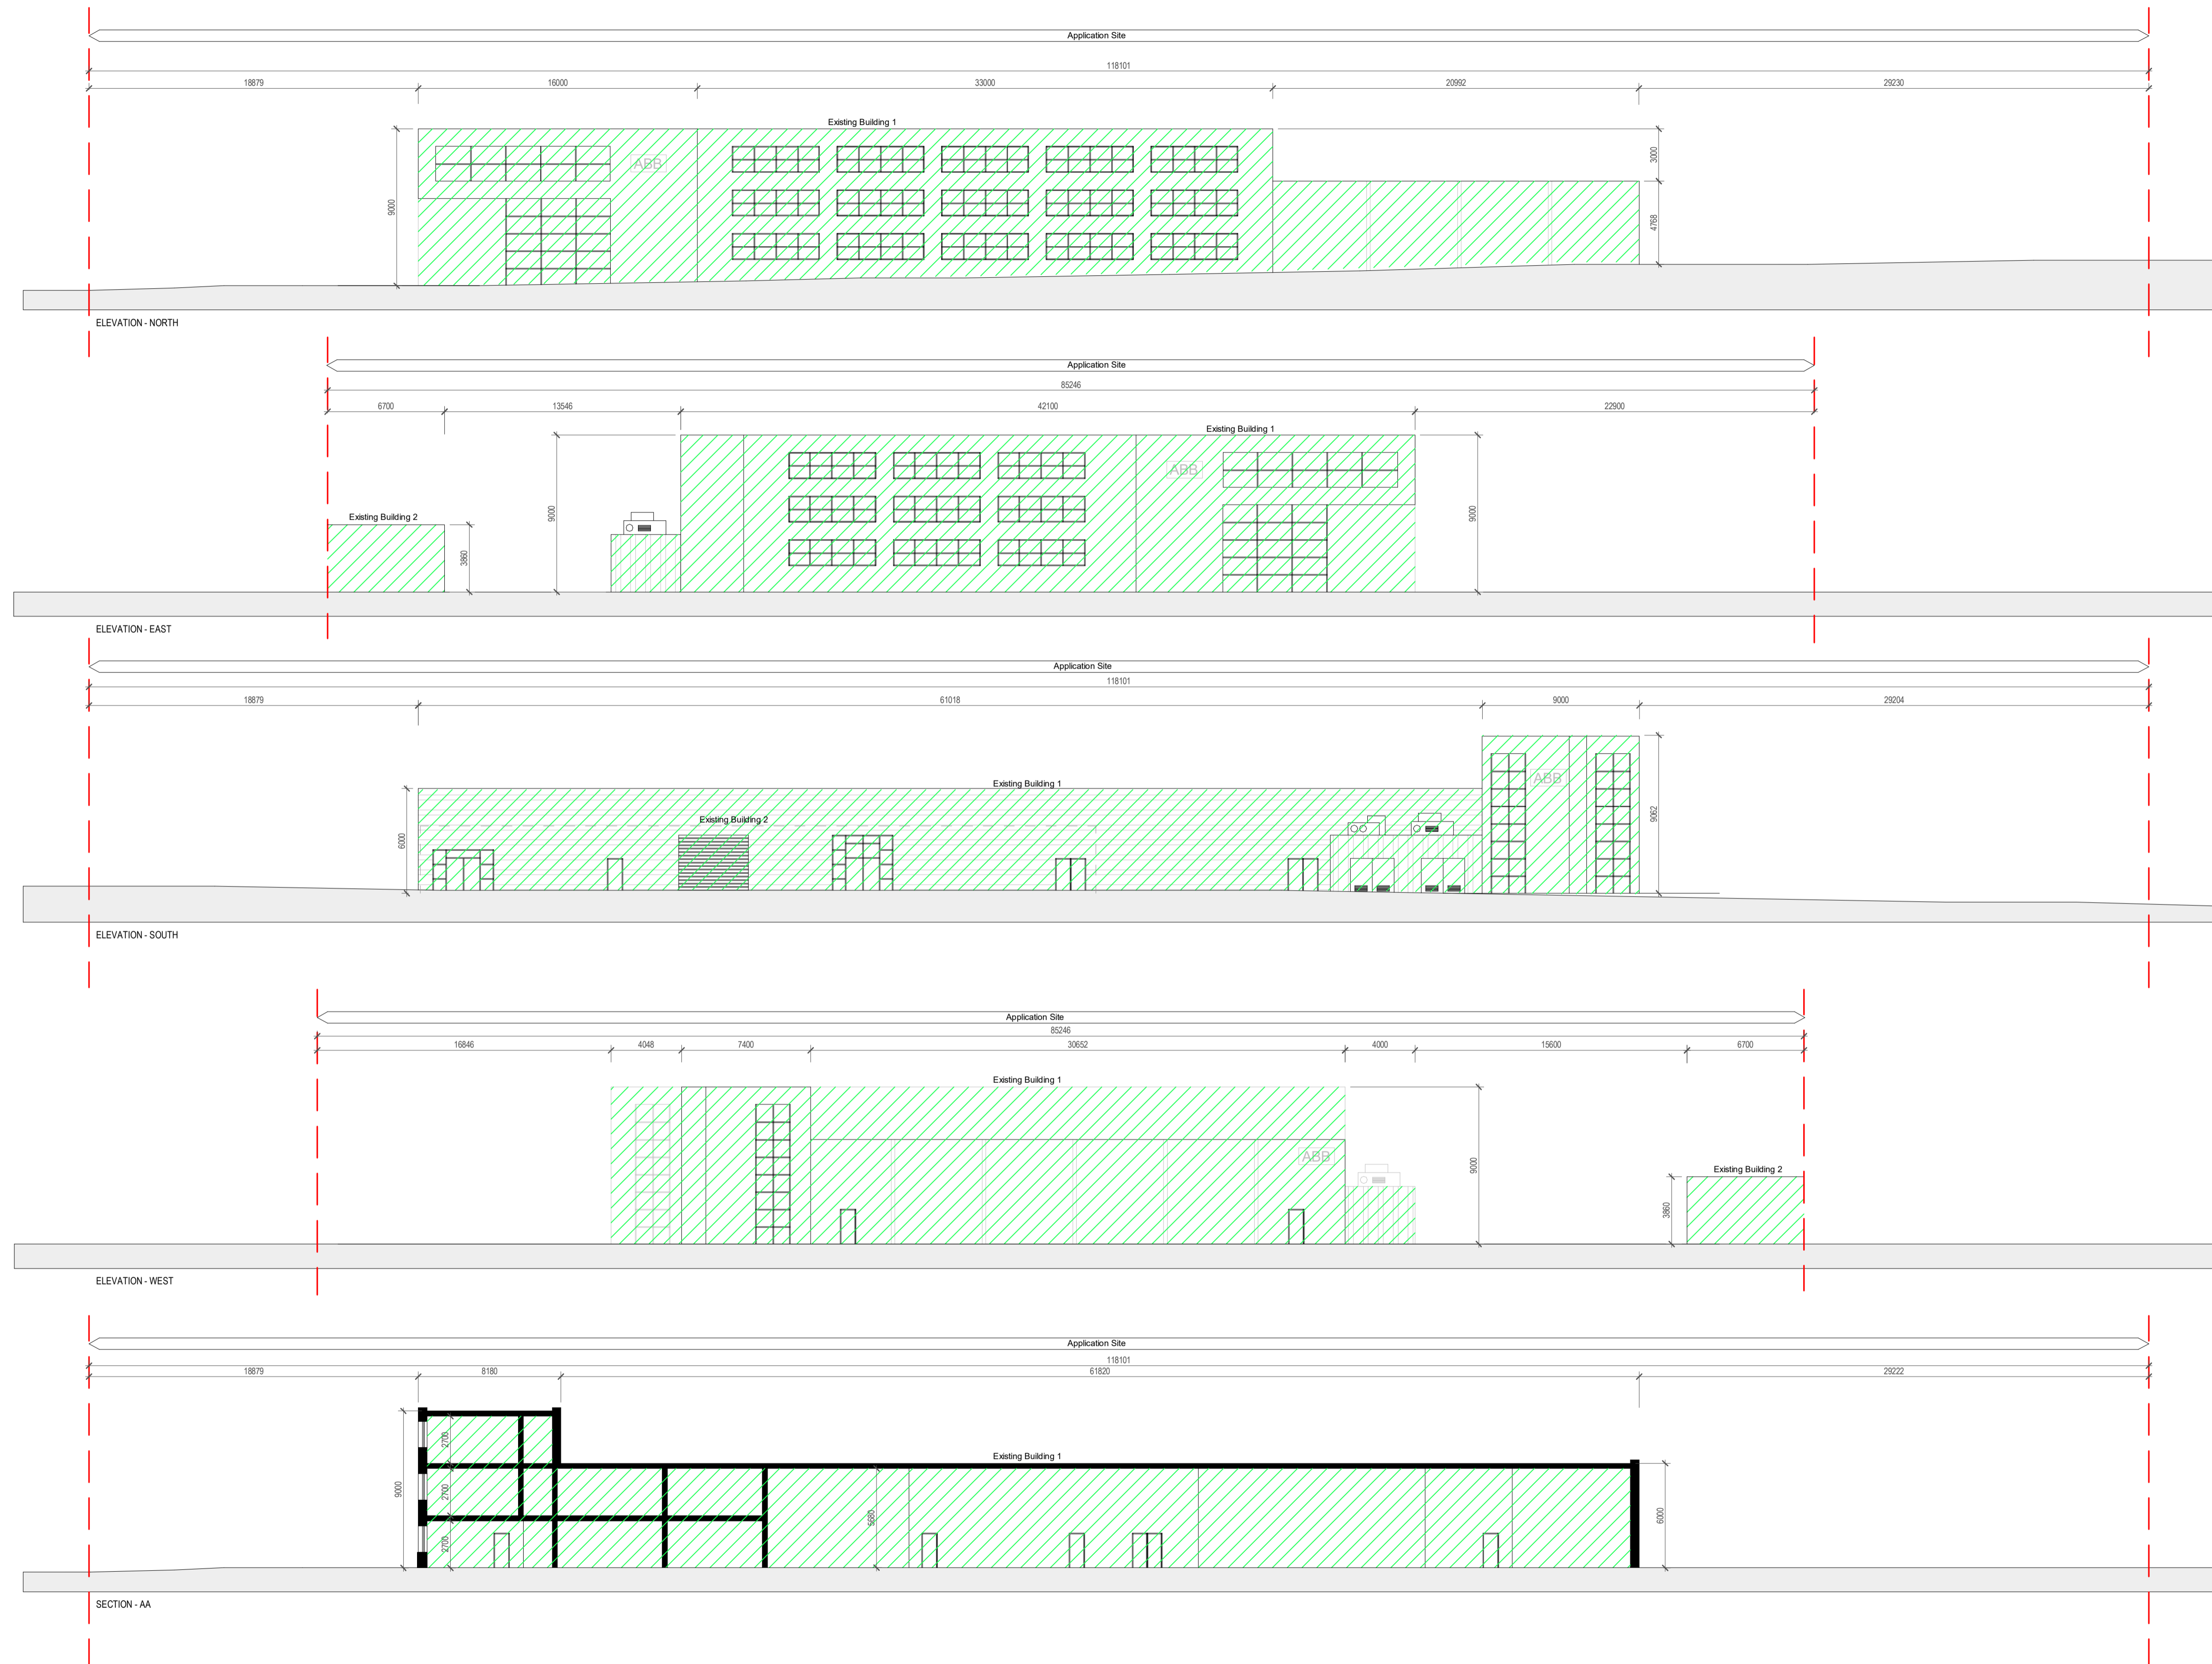 Application Site
118101
18879 16000 33000 20992 29230
Existing Building 1
ABB
3000
9000
4768
ELEVATION - NORTH
Application Site
85246
6700 13546 42100 22900
Existing Building 1
ABB
Existing Building 2
9000
9000
3860
ELEVATION - EAST
Application Site
118101
18879 61018 9000 29204
Existing Building 1
ABB
Existing Building 2
9062
6000
ELEVATION - SOUTH
Application Site
85246
16846 4048 7400 30652 4000 15600 6700
Existing Building 1
ABB
9000
Existing Building 2
3860
ELEVATION - WEST
Application Site
118101
18879 8180 61820 29222
Existing Building 1
2700
9000
2700
5680
6000
2700
SECTION - AA